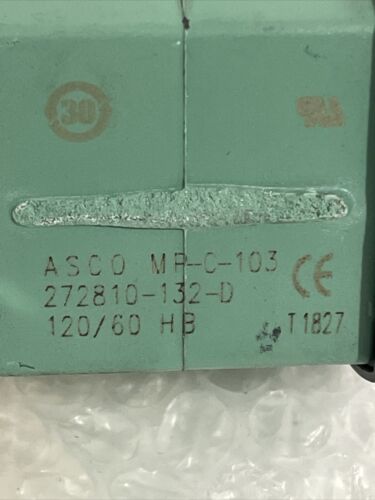 30
ASCO MP-C-103
CE
272810-132-D
120/60 HB
T1827